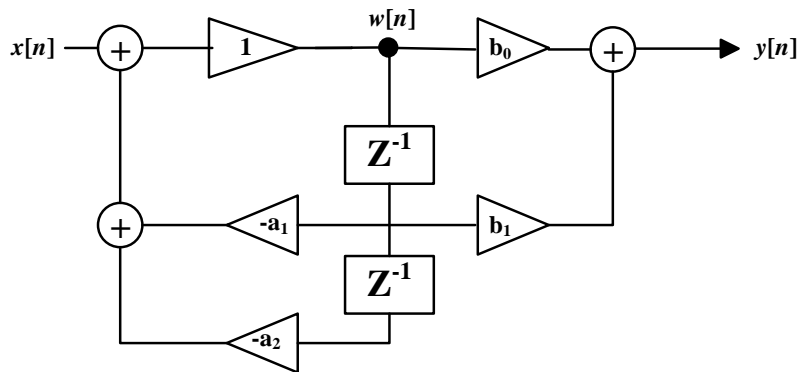 w[n]
x[n] + 1 b₀ + y[n]
Z⁻¹
+ -a₁ b₁
Z⁻¹
-a₂